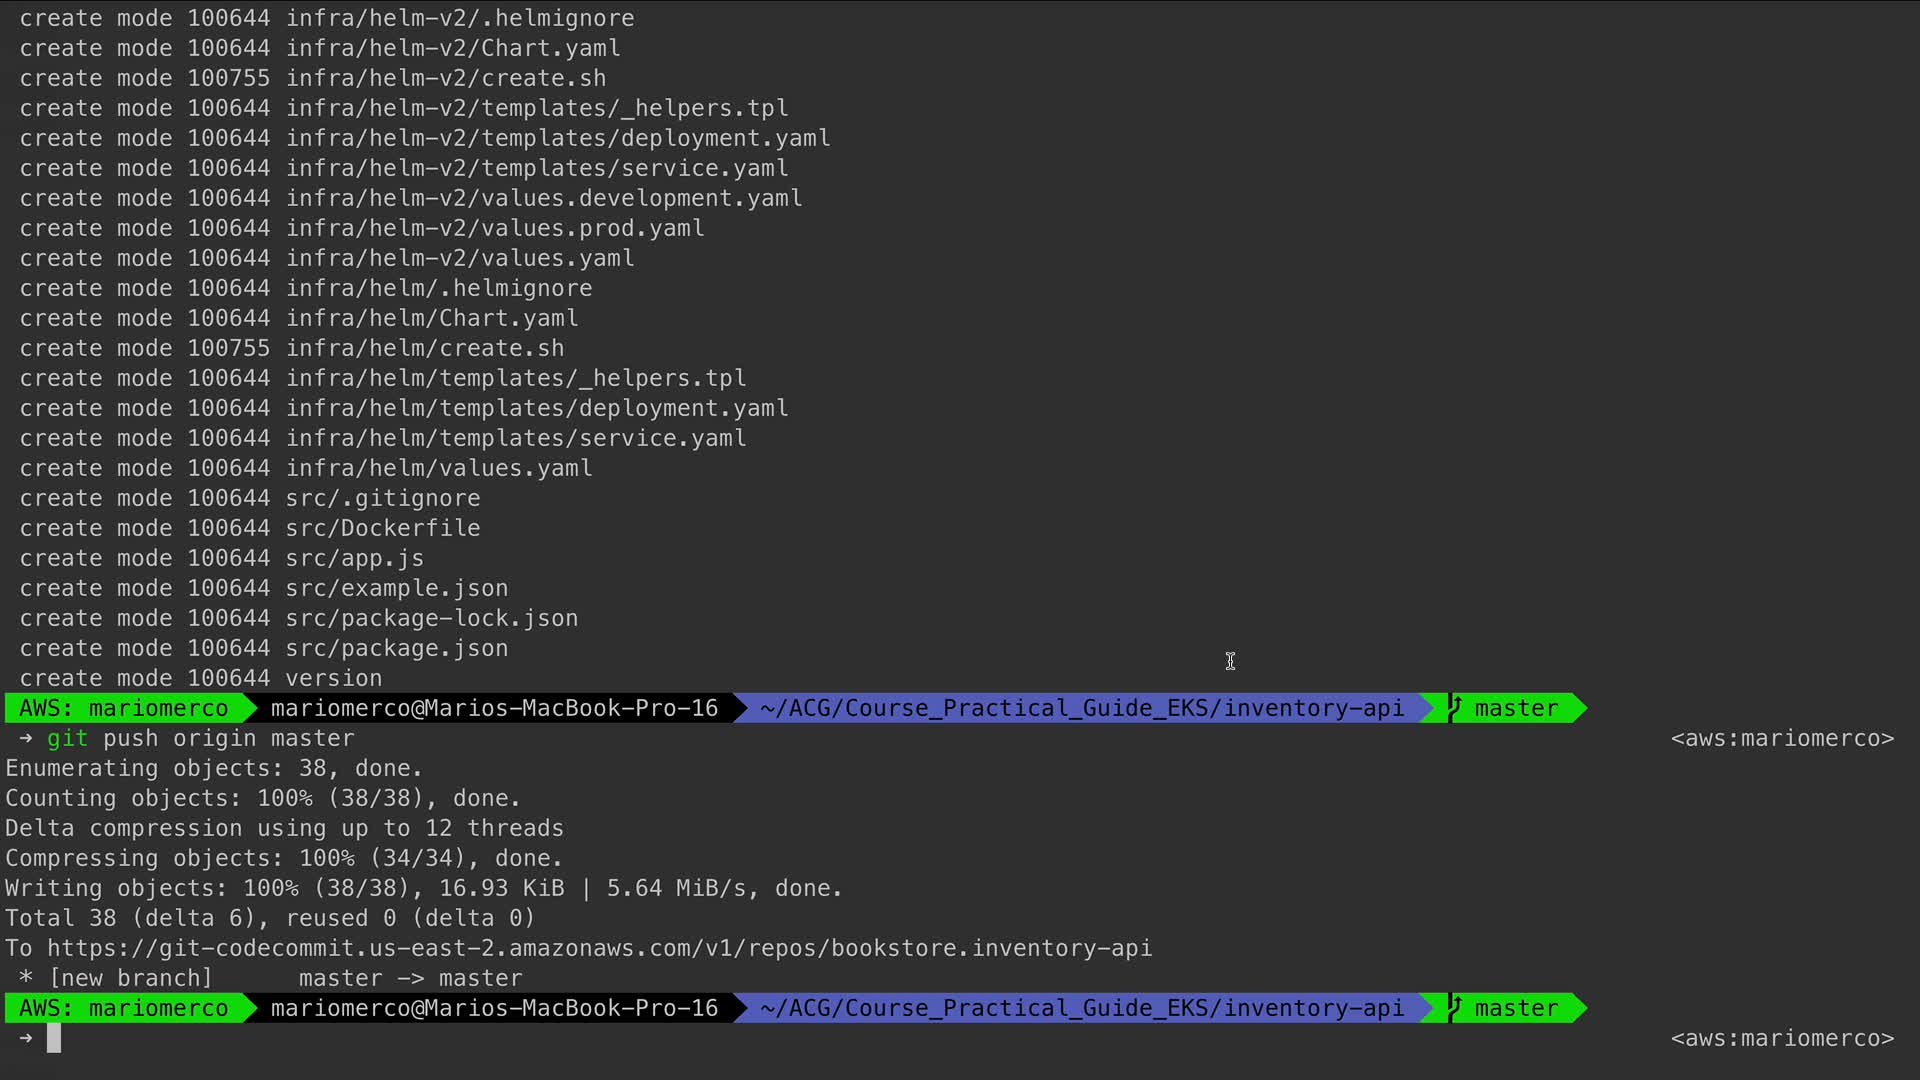 create mode 100644 infra/helm-v2/.helmignore
create mode 100644 infra/helm-v2/Chart.yaml
create mode 100755 infra/helm-v2/create.sh
create mode 100644 infra/helm-v2/templates/_helpers.tpl
create mode 100644 infra/helm-v2/templates/deployment.yaml
create mode 100644 infra/helm-v2/templates/service.yaml
create mode 100644 infra/helm-v2/values.development.yaml
create mode 100644 infra/helm-v2/values.prod.yaml
create mode 100644 infra/helm-v2/values.yaml
create mode 100644 infra/helm/.helmignore
create mode 100644 infra/helm/Chart.yaml
create mode 100755 infra/helm/create.sh
create mode 100644 infra/helm/templates/_helpers.tpl
create mode 100644 infra/helm/templates/deployment.yaml
create mode 100644 infra/helm/templates/service.yaml
create mode 100644 infra/helm/values.yaml
create mode 100644 src/.gitignore
create mode 100644 src/Dockerfile
create mode 100644 src/app.js
create mode 100644 src/example.json
create mode 100644 src/package-lock.json
create mode 100644 src/package.json
create mode 100644 version
AWS: mariomerco mariomerco@Marios-MacBook-Pro-16 ~/ACG/Course_Practical_Guide_EKS/inventory-api master
→ git push origin master <aws:mariomerco>
Enumerating objects: 38, done.
Counting objects: 100% (38/38), done.
Delta compression using up to 12 threads
Compressing objects: 100% (34/34), done.
Writing objects: 100% (38/38), 16.93 KiB | 5.64 MiB/s, done.
Total 38 (delta 6), reused 0 (delta 0)
To https://git-codecommit.us-east-2.amazonaws.com/v1/repos/bookstore.inventory-api
* [new branch] master -> master
AWS: mariomerco mariomerco@Marios-MacBook-Pro-16 ~/ACG/Course_Practical_Guide_EKS/inventory-api master
→ <aws:mariomerco>